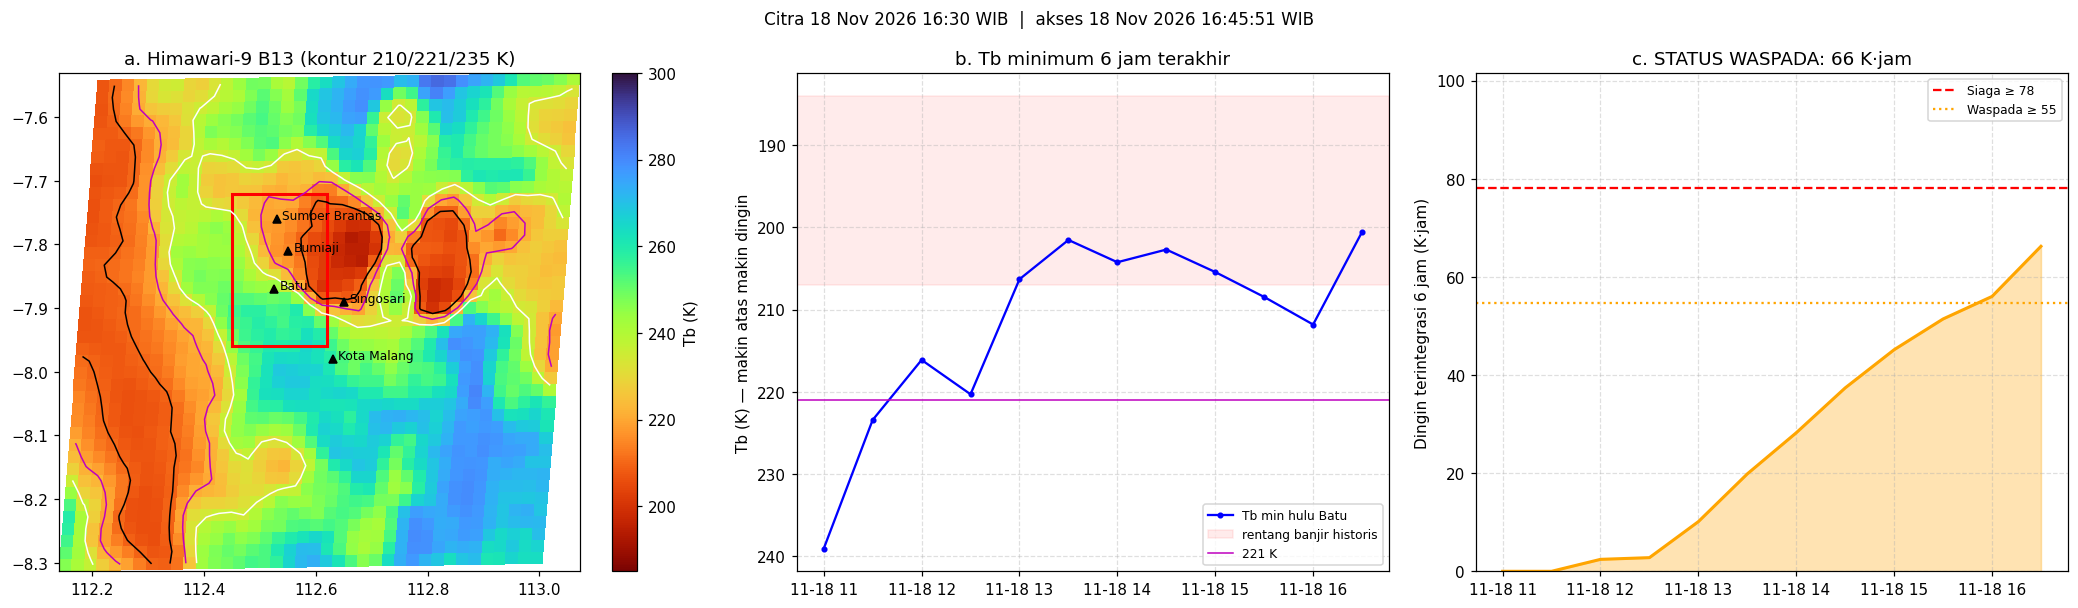 Citra 18 Nov 2026 16:30 WIB | akses 18 Nov 2026 16:45:51 WIB
a. Himawari-9 B13 (kontur 210/221/235 K)
−7.6
−7.7
−7.8
−7.9
−8.0
−8.1
−8.2
−8.3
112.2
112.4
112.6
112.8
113.0
Sumber Brantas
Bumiaji
Batu
Singosari
Kota Malang
300
280
260
240
220
200
Tb (K)
b. Tb minimum 6 jam terakhir
Tb (K) — makin atas makin dingin
190
200
210
220
230
240
11-18 11
11-18 12
11-18 13
11-18 14
11-18 15
11-18 16
Tb min hulu Batu
rentang banjir historis
221 K
c. STATUS WASPADA: 66 K·jam
Dingin terintegrasi 6 jam (K·jam)
100
80
60
40
20
0
11-18 11
11-18 12
11-18 13
11-18 14
11-18 15
11-18 16
Siaga ≥ 78
Waspada ≥ 55